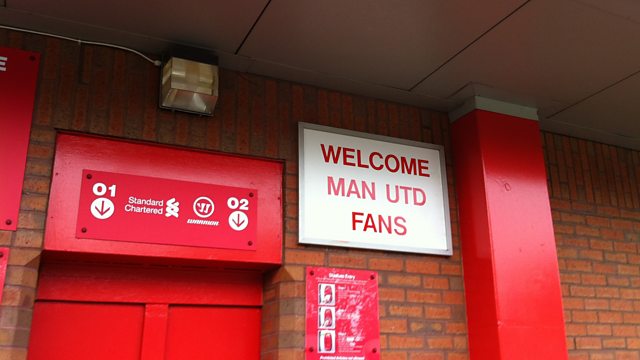 E
01
Standard
Chartered
WARRIOR
02
WELCOME
MAN UTD
FANS
Stadium Entry